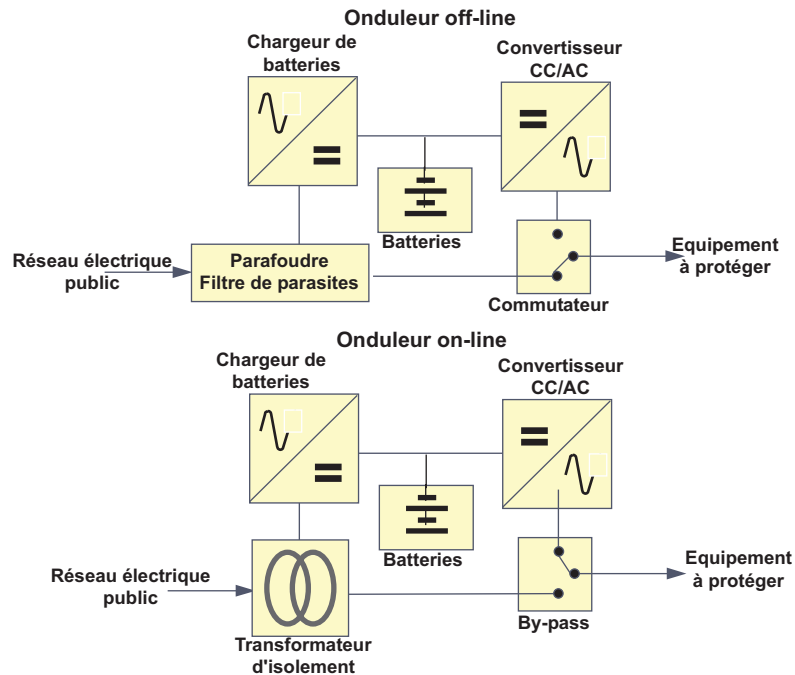 Onduleur off-line
Chargeur de
batteries
Convertisseur
CC/AC
Batteries
Réseau électrique
public
Parafoudre
Filtre de parasites
Commutateur
Equipement
à protéger
Onduleur on-line
Chargeur de
batteries
Convertisseur
CC/AC
Batteries
Réseau électrique
public
Transformateur
d'isolement
By-pass
Equipement
à protéger